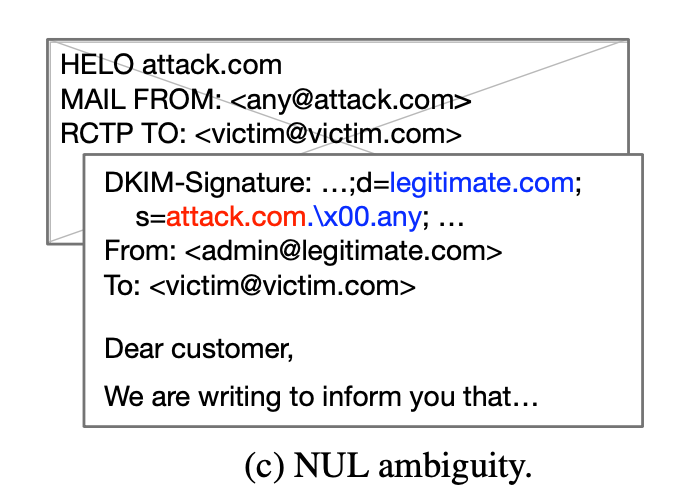 HELO attack.com
MAIL FROM: <any@attack.com>
RCTP TO: <victim@victim.com>
DKIM-Signature: …;d=legitimate.com;
s=attack.com.\x00.any; …
From: <admin@legitimate.com>
To: <victim@victim.com>
Dear customer,
We are writing to inform you that…
(c) NUL ambiguity.